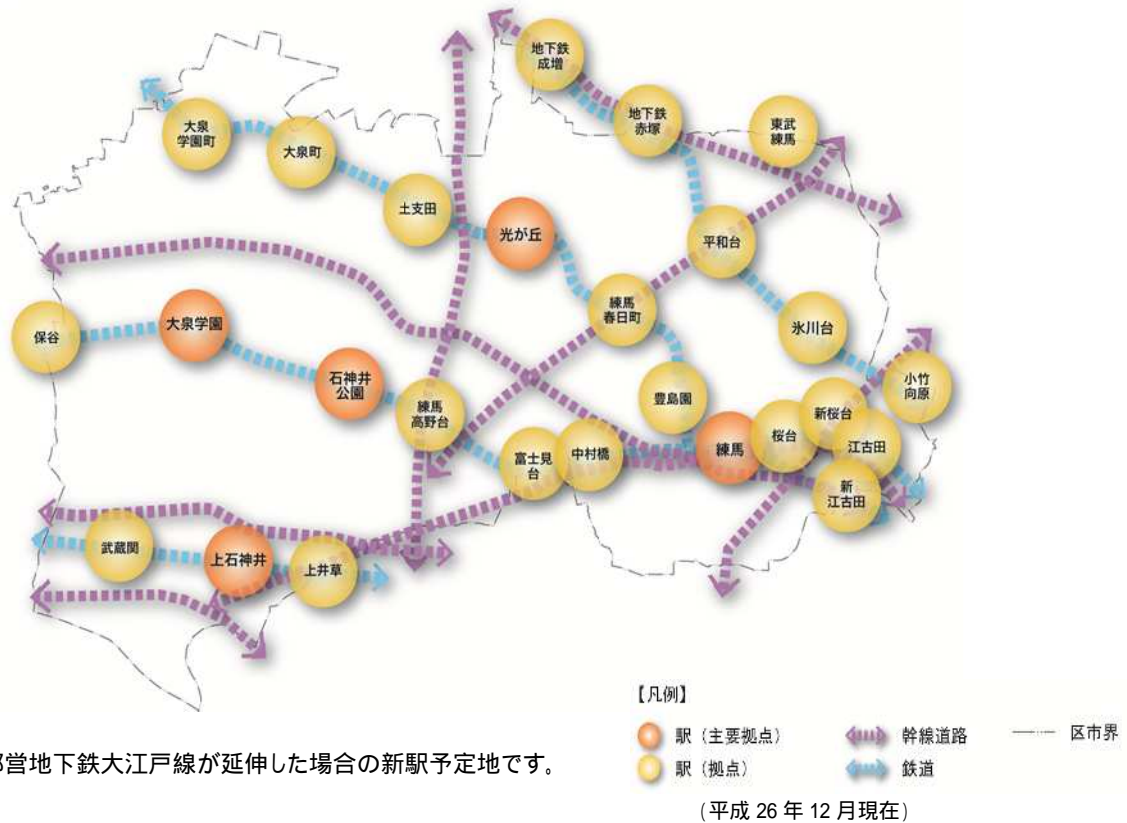 地下鉄
成増
地下鉄
赤塚
東武
練馬
大泉
学園町
大泉町
土支田
光が丘
平和台
練馬
春日町
氷川台
保谷
大泉学園
石神井
公園
練馬
高野台
豊島園
小竹
向原
新桜台
桜台
江古田
練馬
中村橋
富士見
台
新
江古田
武蔵関
上石神井
上井草
【凡例】
駅（主要拠点）
幹線道路
区市界
駅（拠点）
鉄道
営地下鉄大江戸線が延伸した場合の新駅予定地です。
（平成 26 年 12 月現在）